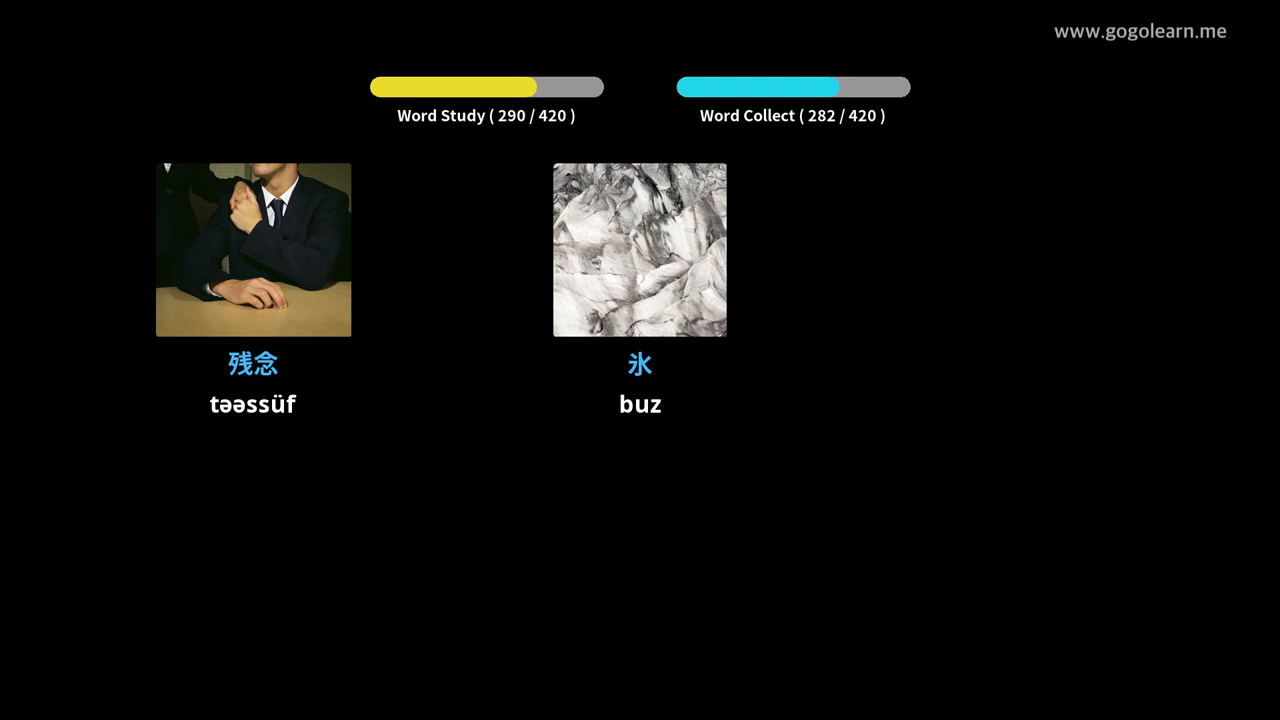 www.gogolearn.me
Word Study ( 290 / 420 )
Word Collect ( 282 / 420 )
残念
təəssüf
氷
buz